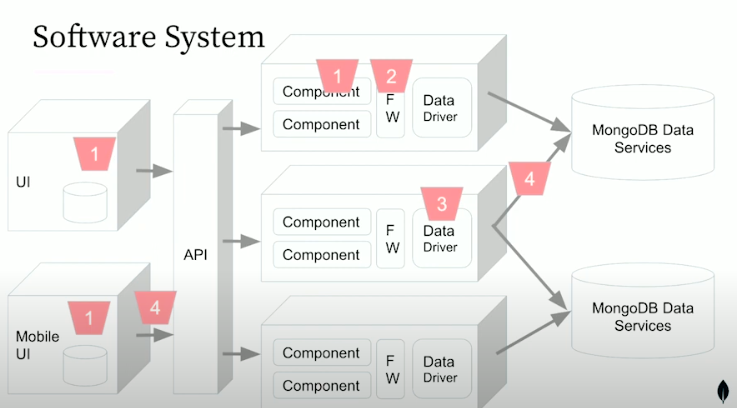 Software System
1
2
Component
Component
F
W
Data
Driver
MongoDB Data
Services
1
UI
4
3
API
Component
Component
F
W
Data
Driver
1
4
Mobile
UI
MongoDB Data
Services
Component
Component
F
W
Data
Driver